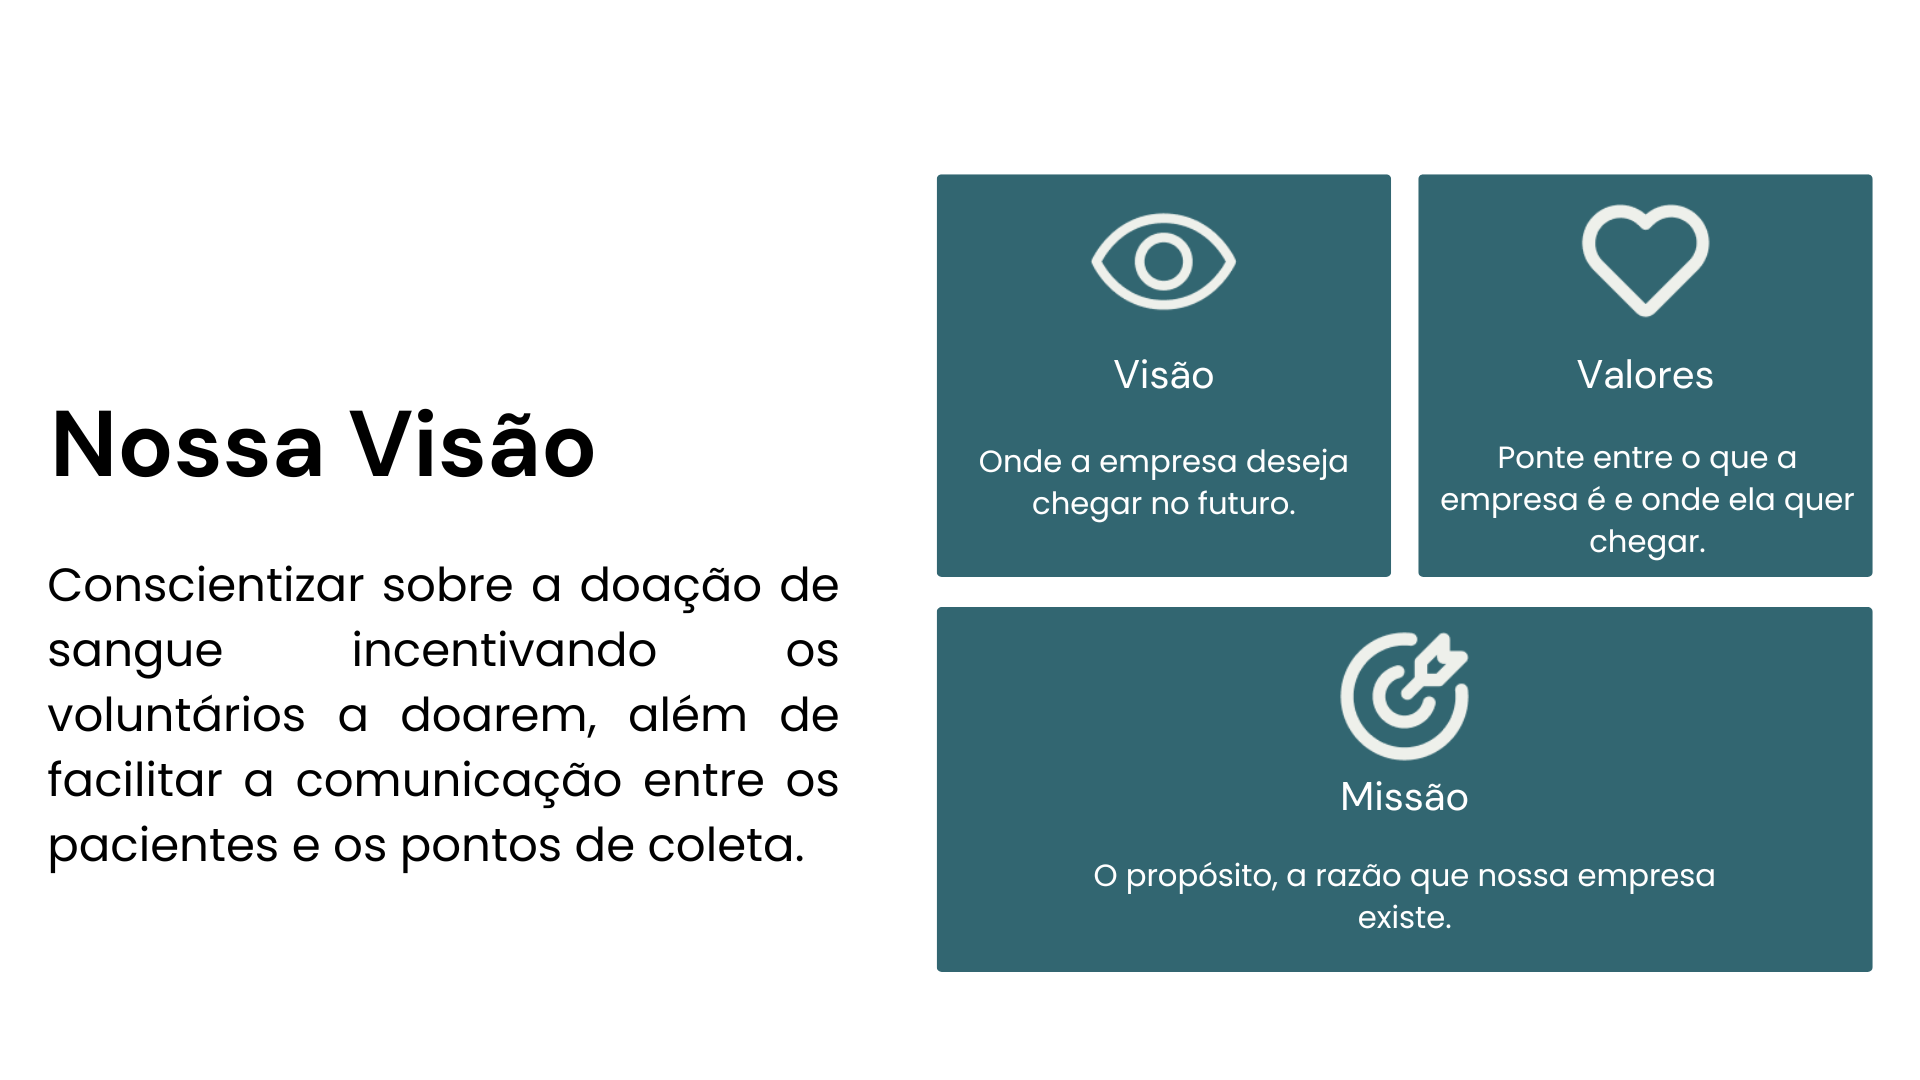 Nossa Visão
Conscientizar sobre a doação de
sangue incentivando os
voluntários a doarem, além de
facilitar a comunicação entre os
pacientes e os pontos de coleta.
Visão
Onde a empresa deseja
chegar no futuro.
Valores
Ponte entre o que a
empresa é e onde ela quer
chegar.
Missão
O propósito, a razão que nossa empresa
existe.